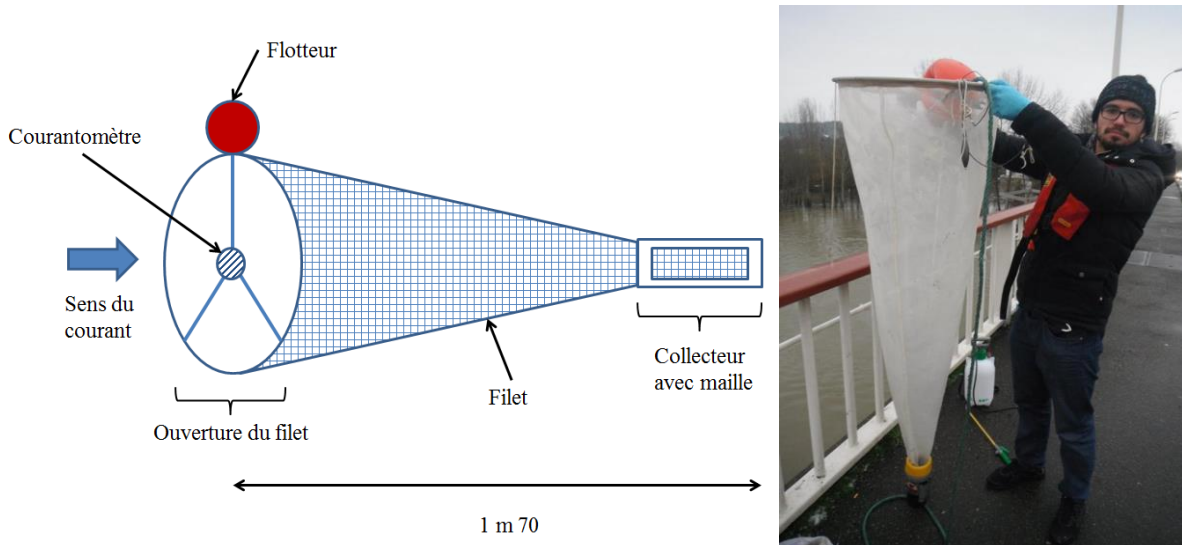 Flotteur
Courantomètre
Sens du
courant
Ouverture du filet
Filet
Collecteur
avec maille
1 m 70